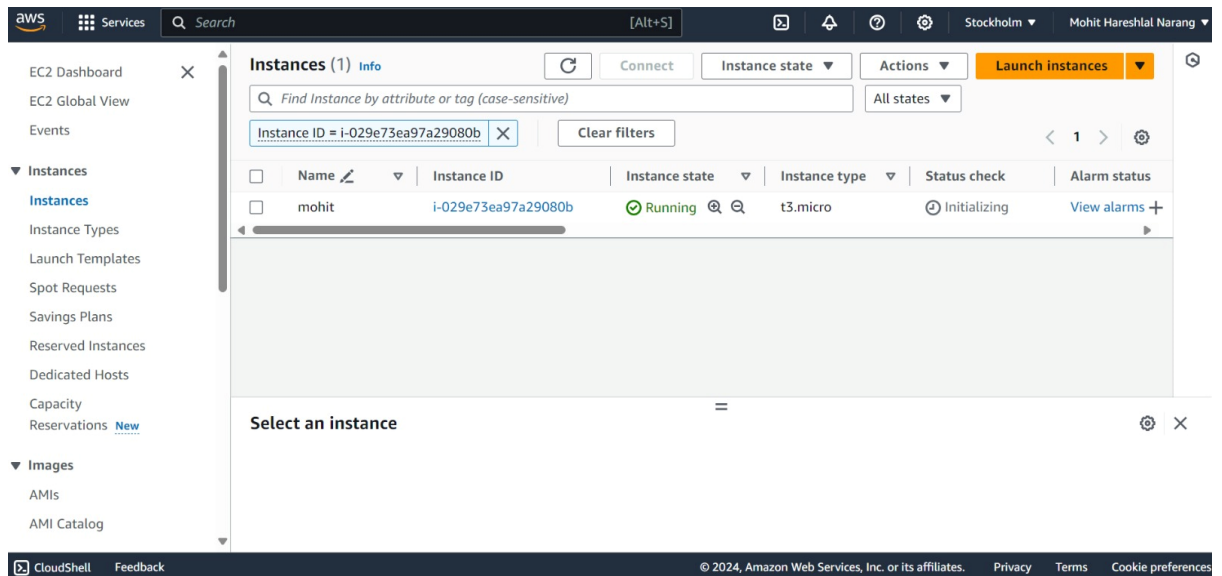 aws Services Search [Alt+S] Stockholm Mohit Hareshlal Narang
EC2 Dashboard
EC2 Global View
Events
Instances
Instances
Instance Types
Launch Templates
Spot Requests
Savings Plans
Reserved Instances
Dedicated Hosts
Capacity
Reservations New
Images
AMIs
AMI Catalog
Instances (1) Info Connect Instance state Actions Launch instances
Find Instance by attribute or tag (case-sensitive) All states
Instance ID = i-029e73ea97a29080b Clear filters 1
Name Instance ID Instance state Instance type Status check Alarm status
mohit i-029e73ea97a29080b Running t3.micro Initializing View alarms
Select an instance
CloudShell Feedback © 2024, Amazon Web Services, Inc. or its affiliates. Privacy Terms Cookie preferences